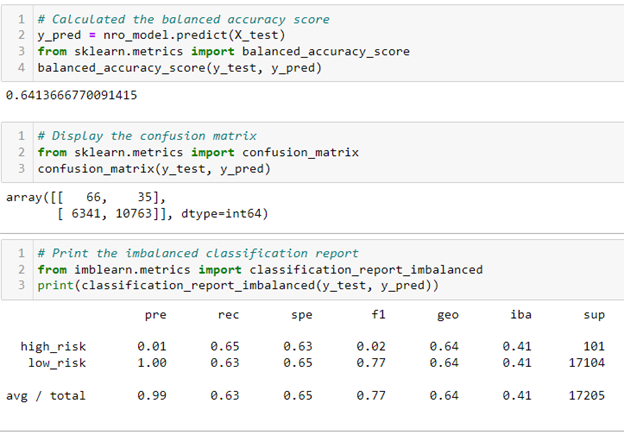 1 # Calculated the balanced accuracy score
2 y_pred = nro_model.predict(X_test)
3 from sklearn.metrics import balanced_accuracy_score
4 balanced_accuracy_score(y_test, y_pred)
0.6413666770091415
1 # Display the confusion matrix
2 from sklearn.metrics import confusion_matrix
3 confusion_matrix(y_test, y_pred)
array([[   66,    35],
       [ 6341, 10763]], dtype=int64)
1 # Print the imbalanced classification report
2 from imblearn.metrics import classification_report_imbalanced
3 print(classification_report_imbalanced(y_test, y_pred))
pre rec spe f1 geo iba sup
high_risk 0.01 0.65 0.63 0.02 0.64 0.41 101
low_risk 1.00 0.63 0.65 0.77 0.64 0.41 17104
avg / total 0.99 0.63 0.65 0.77 0.64 0.41 17205